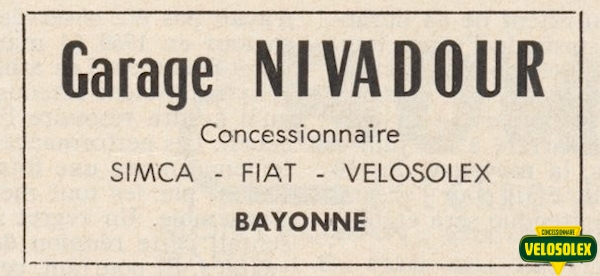 Garage NIVADOUR
Concessionnaire
SIMCA - FIAT - VELOSOLEX
BAYONNE
CONCESSIONNAIRE
VELOSOLEX